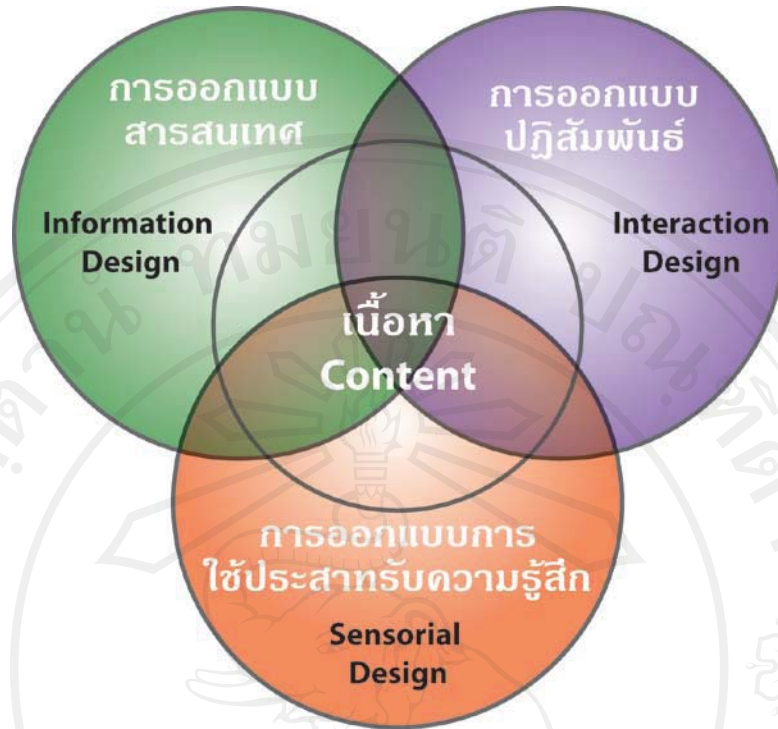 การออกแบบ
สารสนเทศ
Information
Design
การออกแบบ
ปฏิสัมพันธ์
Interaction
Design
เนื้อหา
Content
การออกแบบการ
ใช้ประสาทรับความรู้สึก
Sensorial
Design